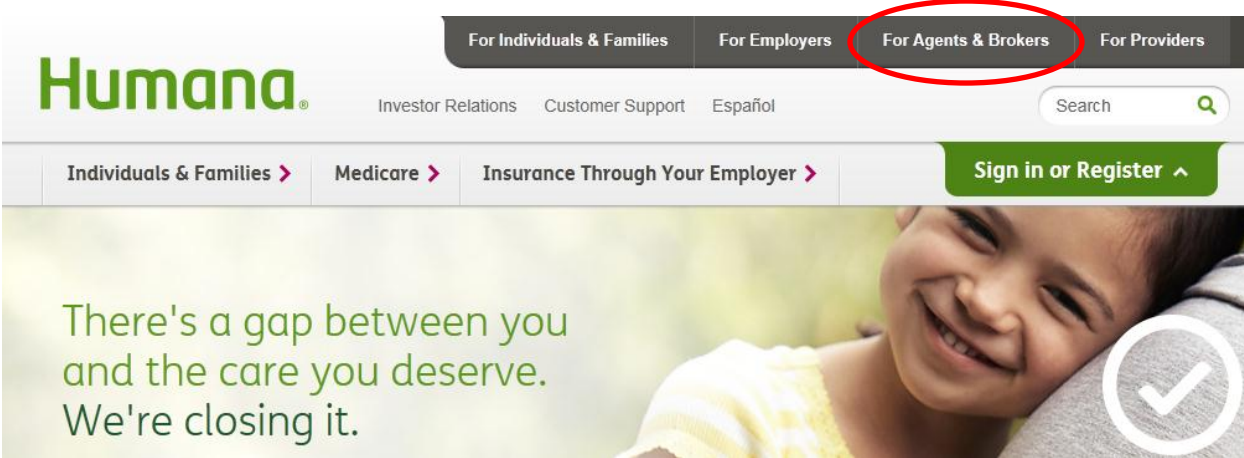 For Individuals & Families For Employers For Agents & Brokers For Providers
Humana®
Investor Relations Customer Support Español Search
Individuals & Families Medicare Insurance Through Your Employer Sign in or Register
There's a gap between you
and the care you deserve.
We're closing it.